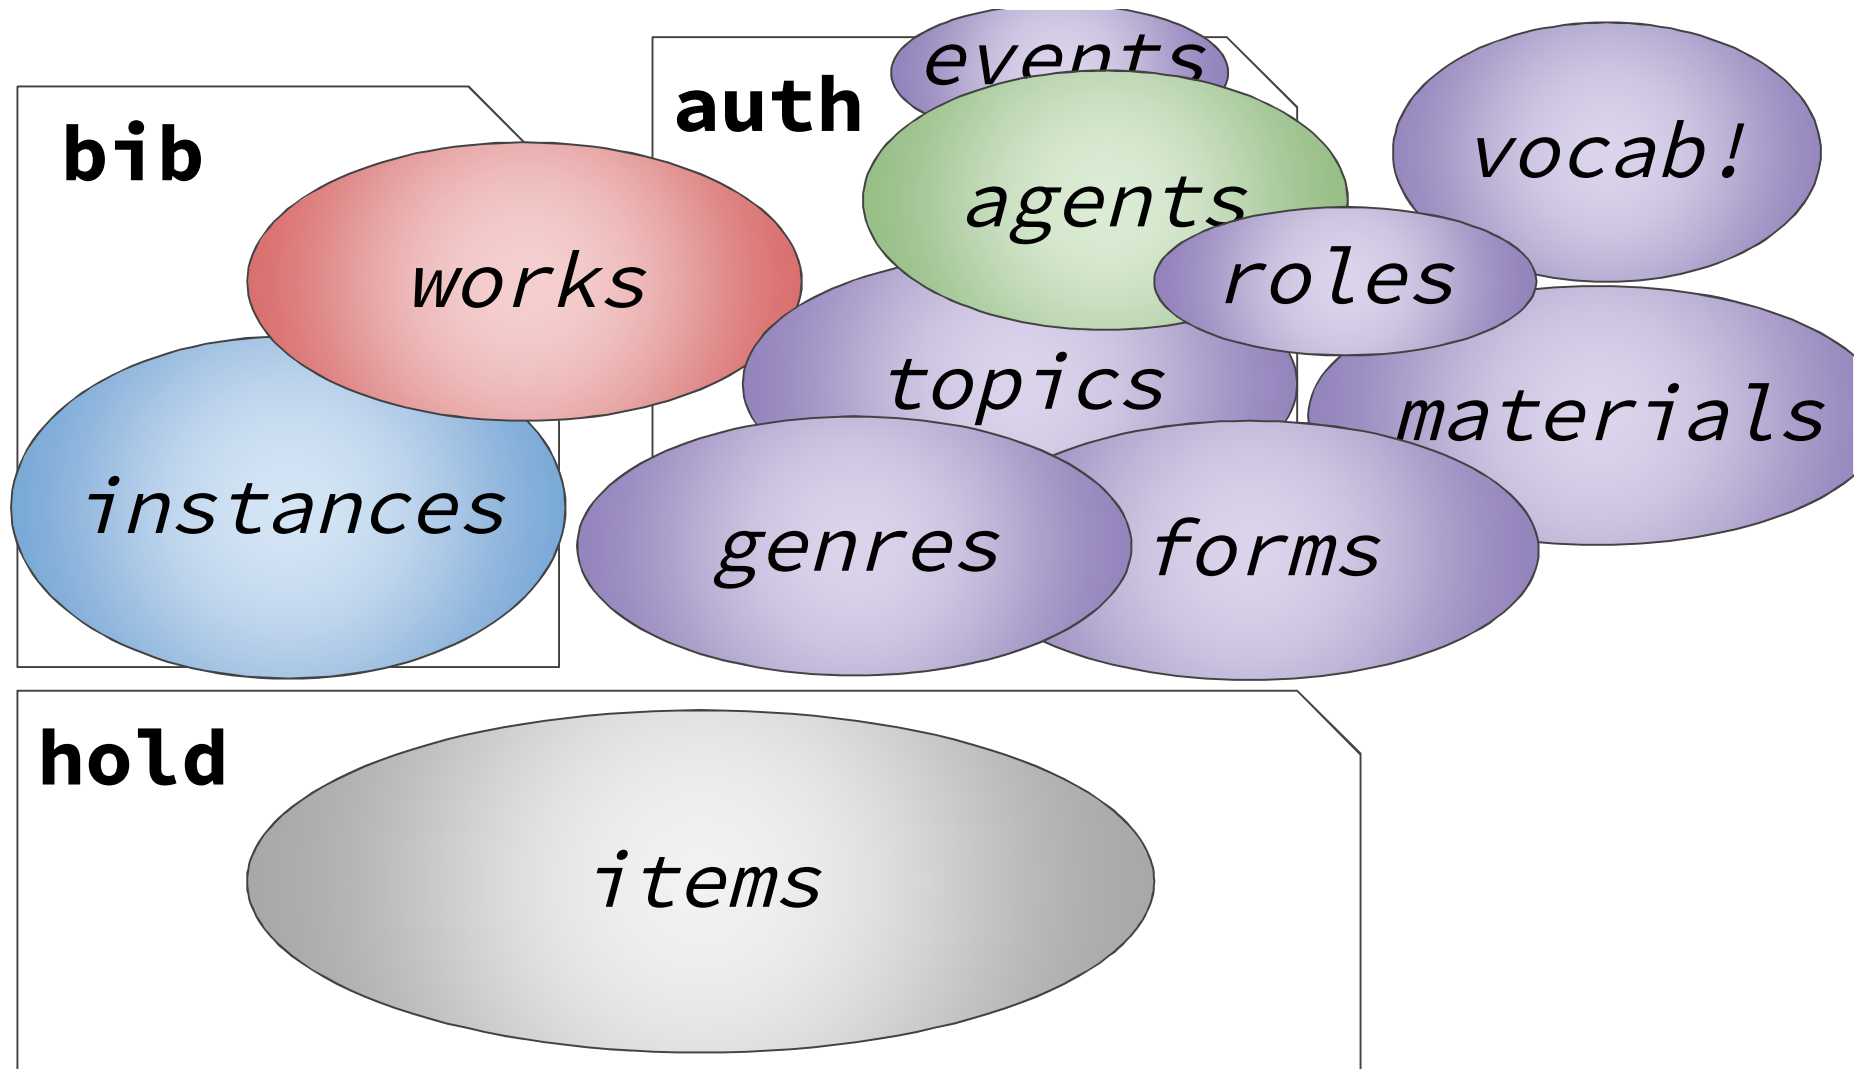 bib
works
instances
auth
events
agents
roles
vocab!
topics
materials
genres
forms
hold
items